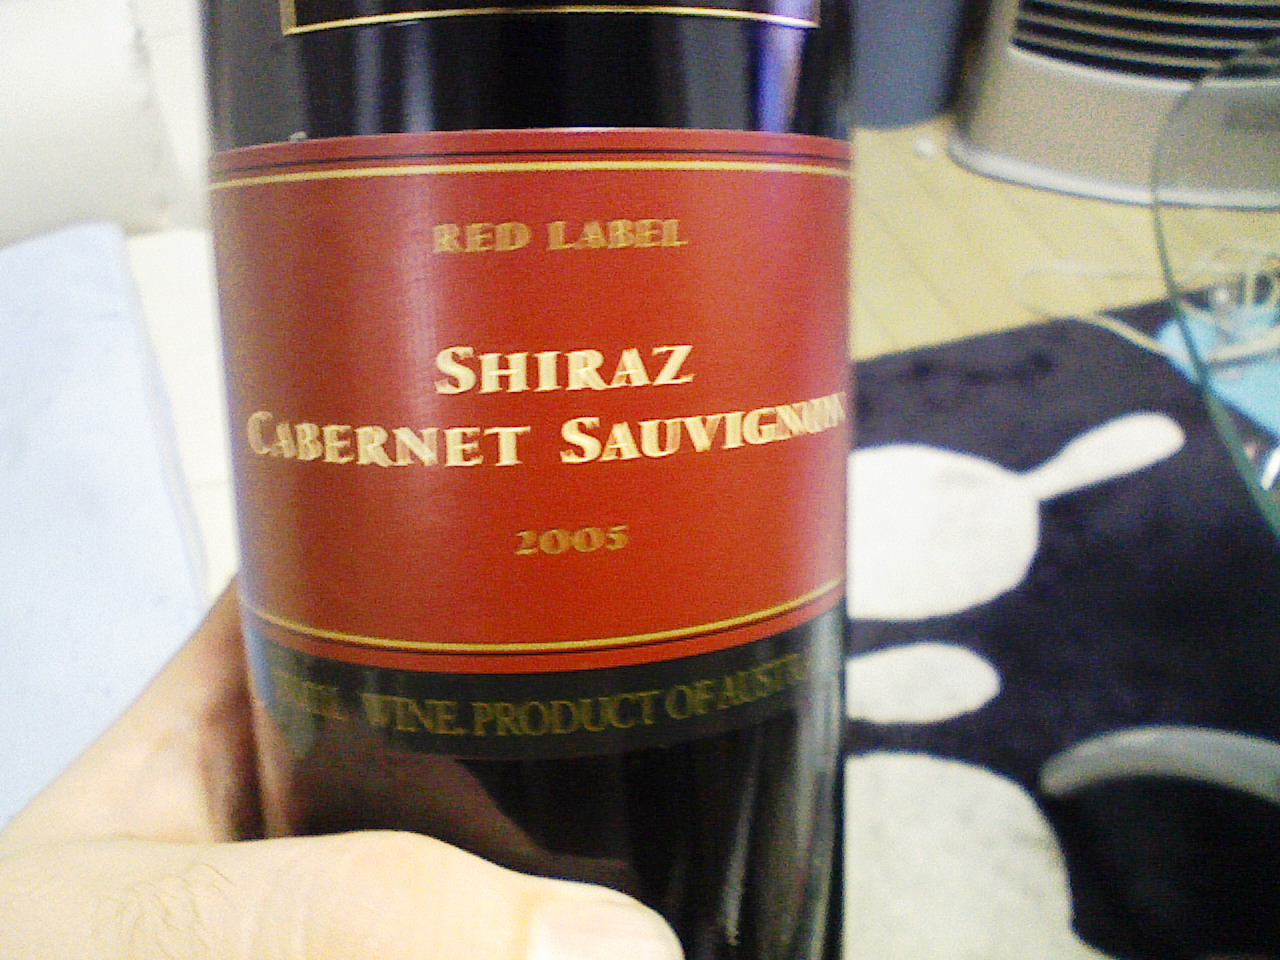 RED LABEL
SHIRAZ
CABERNET SAUVIGNON
2005
WINE. PRODUCT OF